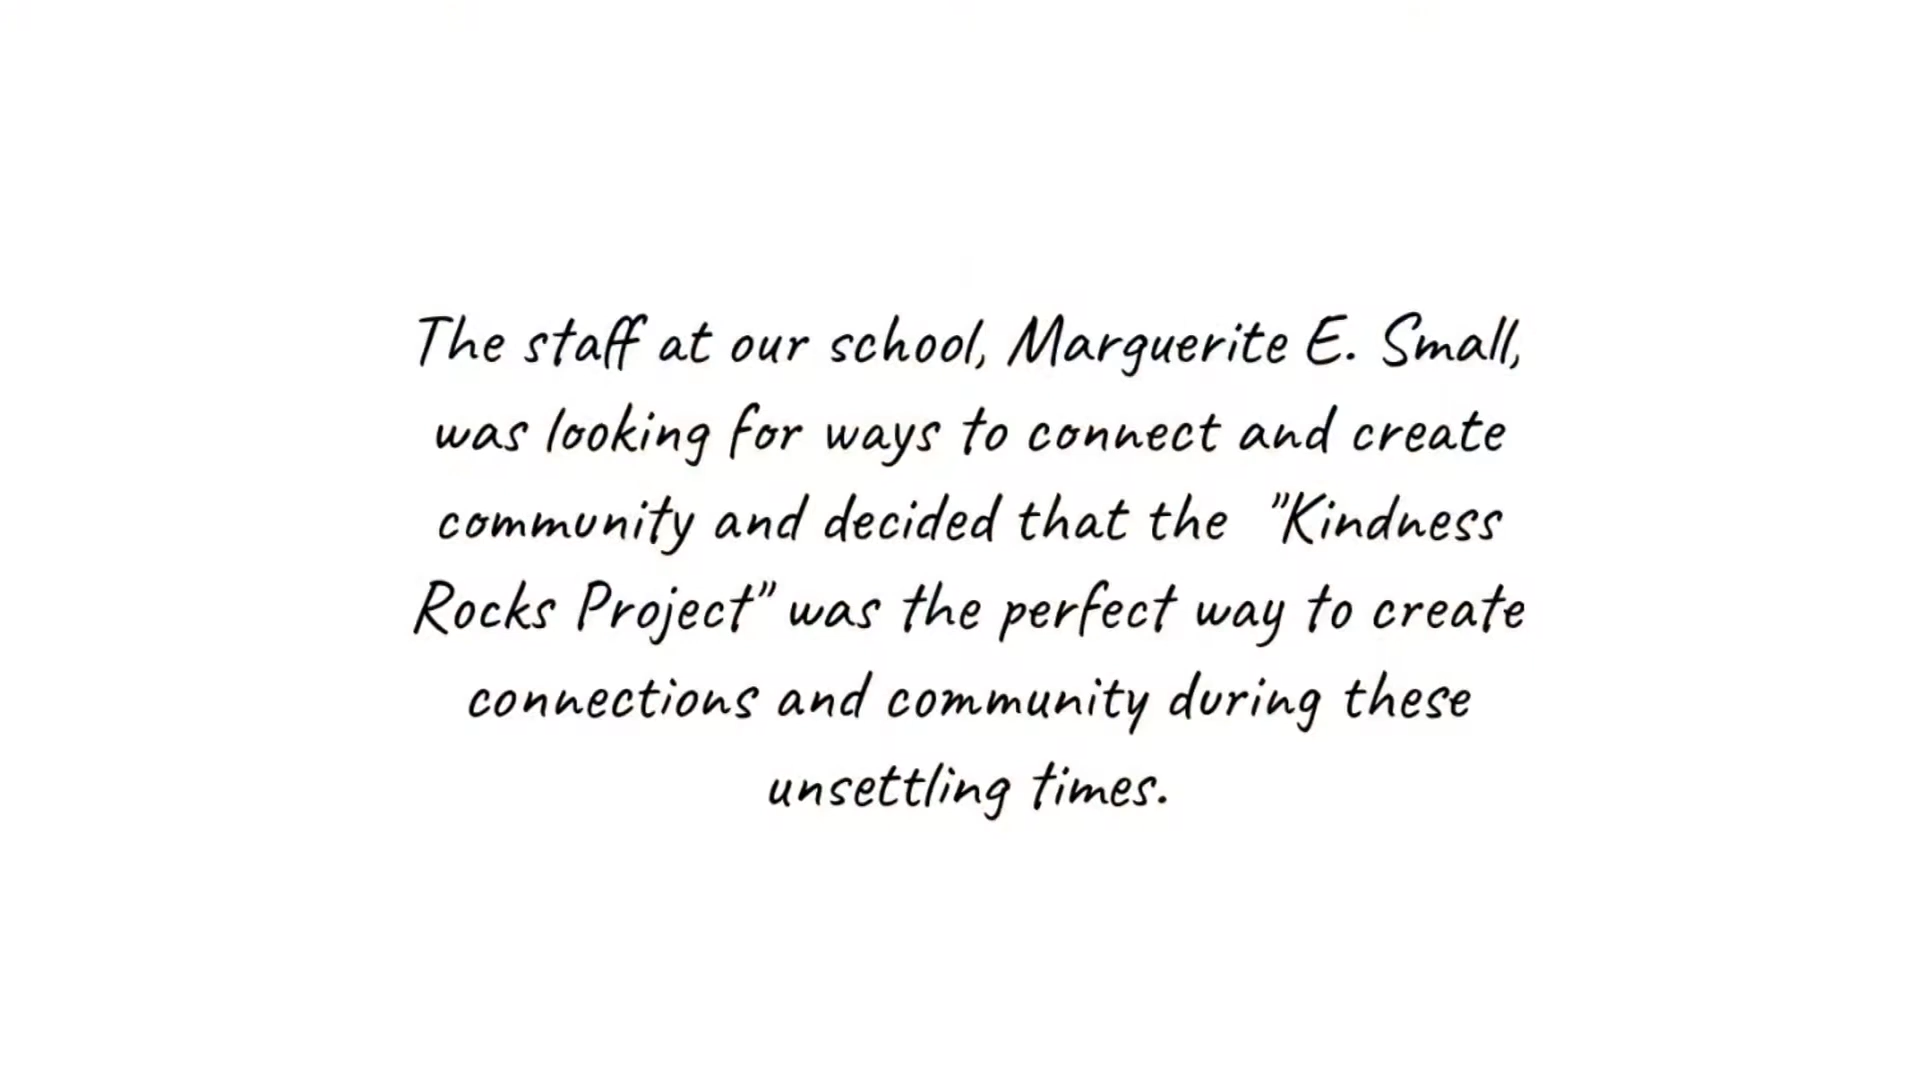 The staff at our school, Marguerite E. Small,
was looking for ways to connect and create
community and decided that the "Kindness
Rocks Project" was the perfect way to create
connections and community during these
unsettling times.